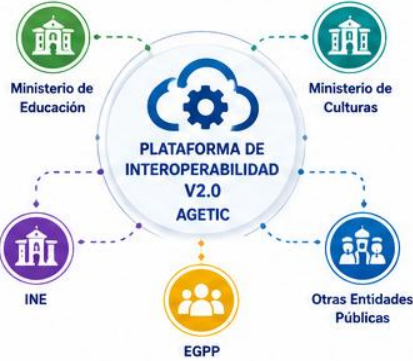 Ministerio de
Educación
Ministerio de
Culturas
PLATAFORMA DE
INTEROPERABILIDAD
V2.0
AGETIC
INE
Otras Entidades
Públicas
EGPP